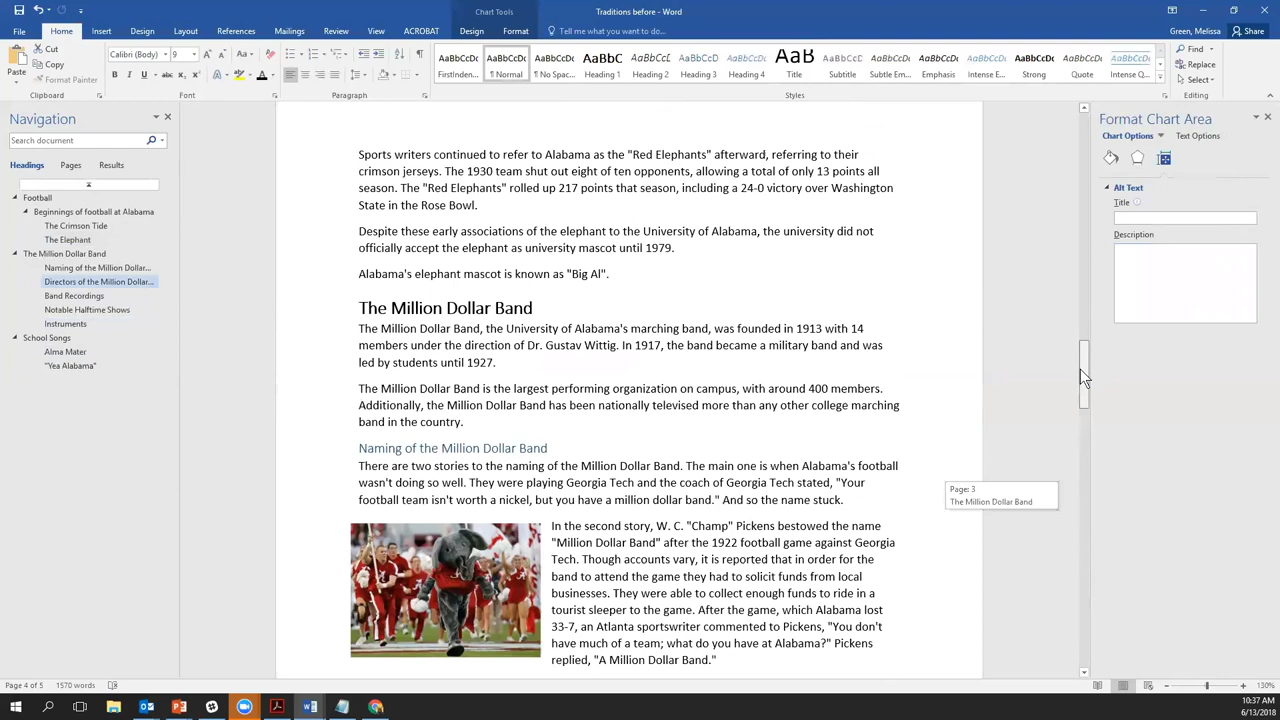 Chart Tools
Traditions before - Word
File
Home
Insert
Design
Layout
References
Mailings
Review
View
ACROBAT
Design
Format
Tell me what you want to do...
Green, Melissa
Share
Paste
Cut
Copy
Format Painter
Clipboard
Calibri (Body)
9
Font
Paragraph
FirstInden...
¶ Normal
¶ No Spac...
Heading 1
Heading 2
Heading 3
Heading 4
Title
Subtitle
Subtle Em...
Emphasis
Intense E...
Strong
Quote
Intense Q...
Styles
Find
Replace
Select
Editing
Navigation
Search document
Headings
Pages
Results
Football
Beginnings of football at Alabama
The Crimson Tide
The Elephant
The Million Dollar Band
Naming of the Million Dollar...
Directors of the Million Dollar...
Band Recordings
Notable Halftime Shows
Instruments
School Songs
Alma Mater
"Yea Alabama"
Sports writers continued to refer to Alabama as the "Red Elephants" afterward, referring to their
crimson jerseys. The 1930 team shut out eight of ten opponents, allowing a total of only 13 points all
season. The "Red Elephants" rolled up 217 points that season, including a 24-0 victory over Washington
State in the Rose Bowl.
Despite these early associations of the elephant to the University of Alabama, the university did not
officially accept the elephant as university mascot until 1979.
Alabama's elephant mascot is known as "Big Al".
The Million Dollar Band
The Million Dollar Band, the University of Alabama's marching band, was founded in 1913 with 14
members under the direction of Dr. Gustav Wittig. In 1917, the band became a military band and was
led by students until 1927.
The Million Dollar Band is the largest performing organization on campus, with around 400 members.
Additionally, the Million Dollar Band has been nationally televised more than any other college marching
band in the country.
Naming of the Million Dollar Band
There are two stories to the naming of the Million Dollar Band. The main one is when Alabama's football
wasn't doing so well. They were playing Georgia Tech and the coach of Georgia Tech stated, "Your
football team isn't worth a nickel, but you have a million dollar band." And so the name stuck.
In the second story, W. C. "Champ" Pickens bestowed the name
"Million Dollar Band" after the 1922 football game against Georgia
Tech. Though accounts vary, it is reported that in order for the
band to attend the game they had to solicit funds from local
businesses. They were able to collect enough funds to ride in a
tourist sleeper to the game. After the game, which Alabama lost
33-7, an Atlanta sportswriter commented to Pickens, "You don't
have much of a team; what do you have at Alabama?" Pickens
replied, "A Million Dollar Band."
Page: 3
The Million Dollar Band
Format Chart Area
Chart Options
Text Options
Alt Text
Title
Description
Page 4 of 5
1570 words
130%
10:37 AM
6/13/2018